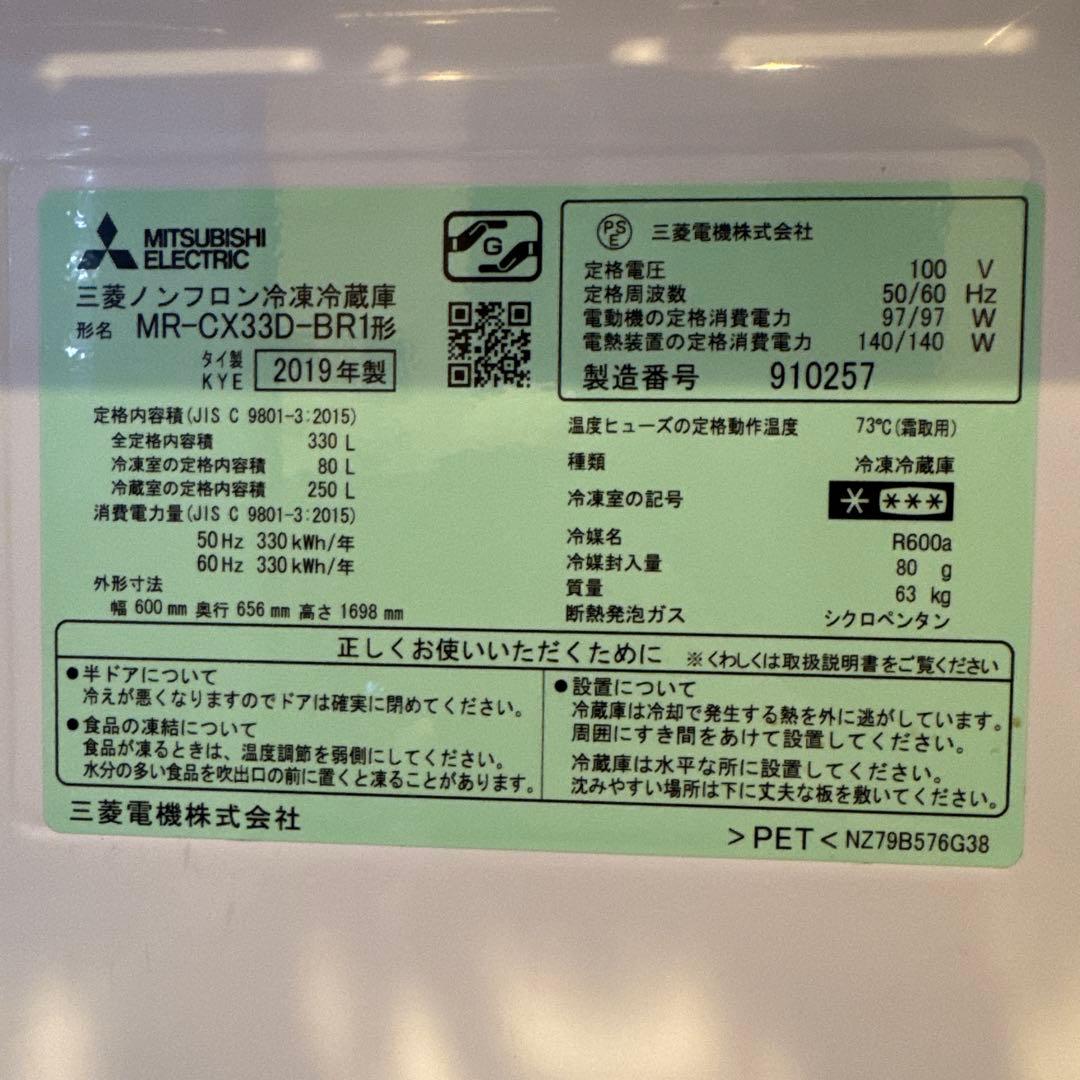 MITSUBISHI
ELECTRIC
三菱ノンフロン冷凍冷蔵庫
形名 MR-CX33D-BR1形
タイ製
KYE 2019年製
G
定格内容積(JIS C 9801-3:2015)
全定格内容積 330 L
冷凍室の定格内容積 80 L
冷蔵室の定格内容積 250 L
消費電力量(JIS C 9801-3:2015)
50Hz 330kWh/年
60Hz 330kWh/年
外形寸法
幅 600mm 奥行 656mm 高さ 1698mm
PSE 三菱電機株式会社
定格電圧 100 V
定格周波数 50/60 Hz
電動機の定格消費電力 97/97 W
電熱装置の定格消費電力 140/140 W
製造番号 910257
温度ヒューズの定格動作温度 73℃(霜取用)
種類 冷凍冷蔵庫
冷凍室の記号 * ***
冷媒名 R600a
冷媒封入量 80 g
質量 63 kg
断熱発泡ガス シクロペンタン
正しくお使いいただくために ※くわしくは取扱説明書をご覧ください
●半ドアについて
冷えが悪くなりますのでドアは確実に閉めてください。
●食品の凍結について
食品が凍るときは、温度調節を弱側にしてください。
水分の多い食品を吹出口の前に置くと凍ることがあります。
●設置について
冷蔵庫は冷却で発生する熱を外に逃がしています。
周囲にすき間をあけて設置してください。
冷蔵庫は水平な所に設置してください。
沈みやすい場所は下に丈夫な板を敷いてください。
三菱電機株式会社
>PET< NZ79B576G38